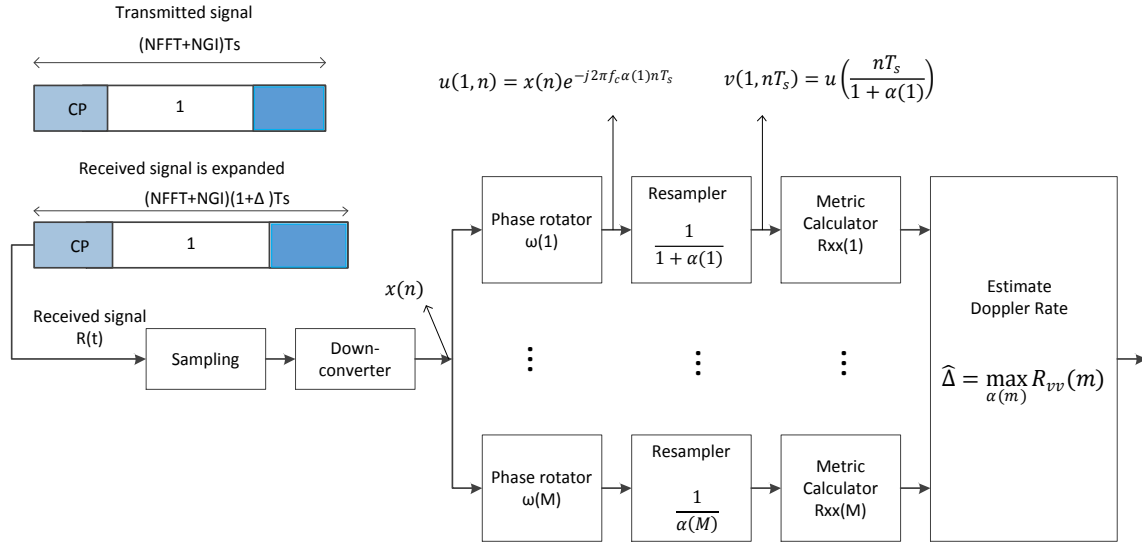 Transmitted signal
(NFFT+NGI)Ts
CP
1
Received signal is expanded
(NFFT+NGI)(1+Δ )Ts
CP
1
Received signal
R(t)
Sampling
Down-
converter
x(n)
u(1, n) = x(n)e^{-j2πf_cα(1)nT_s}
v(1, nT_s) = u(nT_s / (1 + α(1)))
Phase rotator
ω(1)
Resampler
1 / (1 + α(1))
Metric
Calculator
Rxx(1)
Phase rotator
ω(M)
Resampler
1 / α(M)
Metric
Calculator
Rxx(M)
Estimate
Doppler Rate
Δ̂ = max_{α(m)} R_{vv}(m)